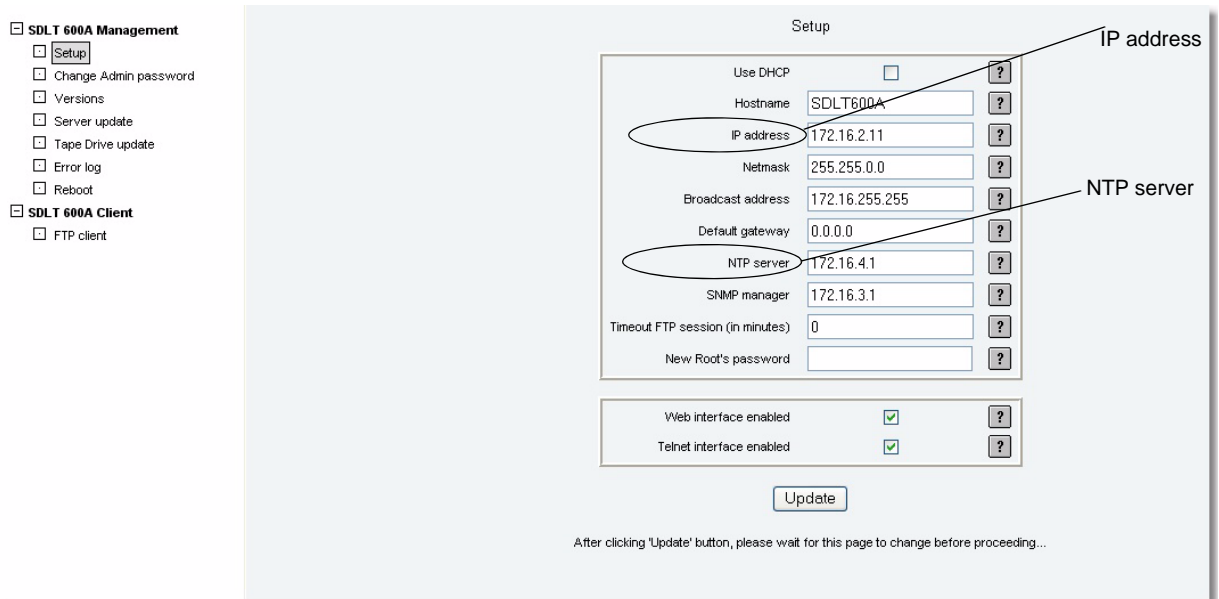 SDLT 600A Management
Setup
Change Admin password
Versions
Server update
Tape Drive update
Error log
Reboot
SDLT 600A Client
FTP client
Setup
IP address
Use DHCP ?
Hostname SDLT600A ?
IP address 172.16.2.11 ?
Netmask 255.255.0.0 ?
NTP server
Broadcast address 172.16.255.255 ?
Default gateway 0.0.0.0 ?
NTP server 172.16.4.1 ?
SNMP manager 172.16.3.1 ?
Timeout FTP session (in minutes) 0 ?
New Root's password ?
Web interface enabled ?
Telnet interface enabled ?
Update
After clicking 'Update' button, please wait for this page to change before proceeding...